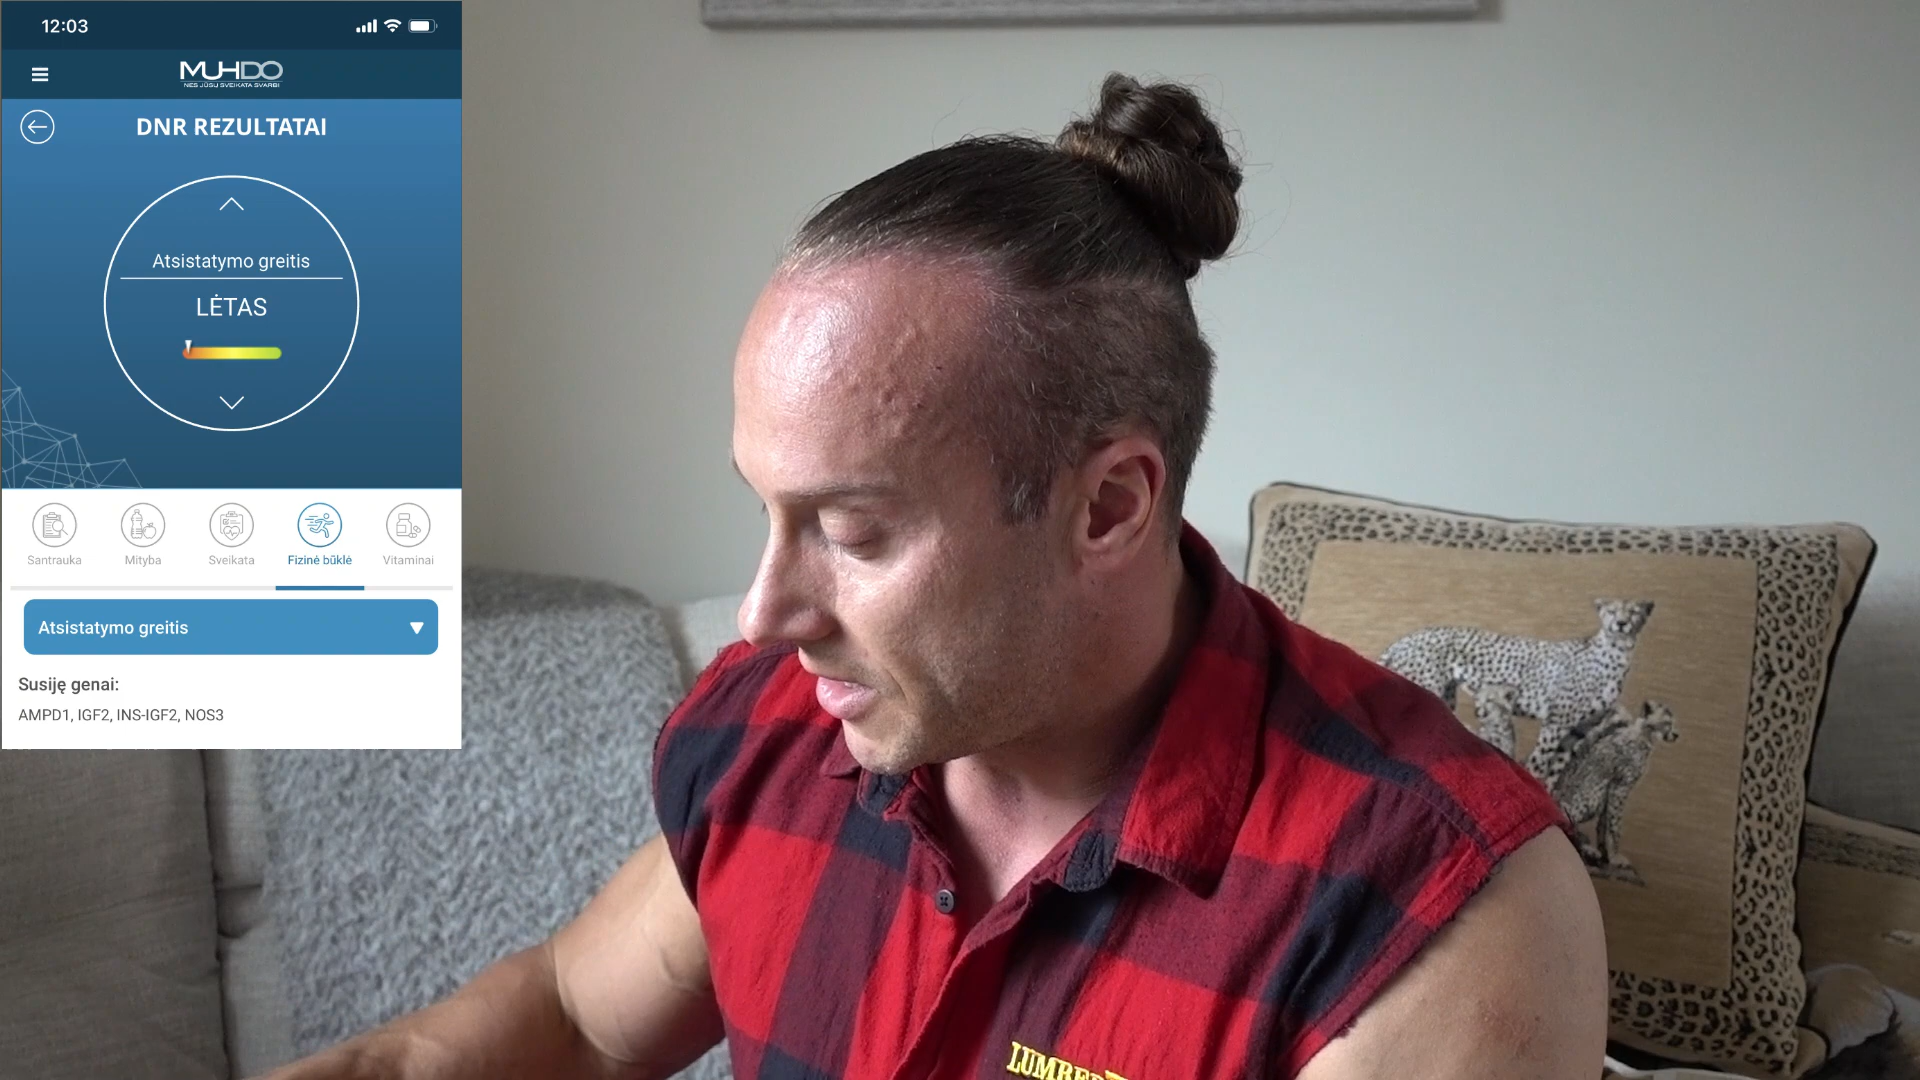 12:03
MUHDO
NES JŪSŲ SVEIKATA SVARBI
DNR REZULTATAI
Atsistatymo greitis
LĖTAS
Santrauka
Mityba
Sveikata
Fizinė būklė
Vitaminai
Atsistatymo greitis
Susiję genai:
AMPD1, IGF2, INS-IGF2, NOS3